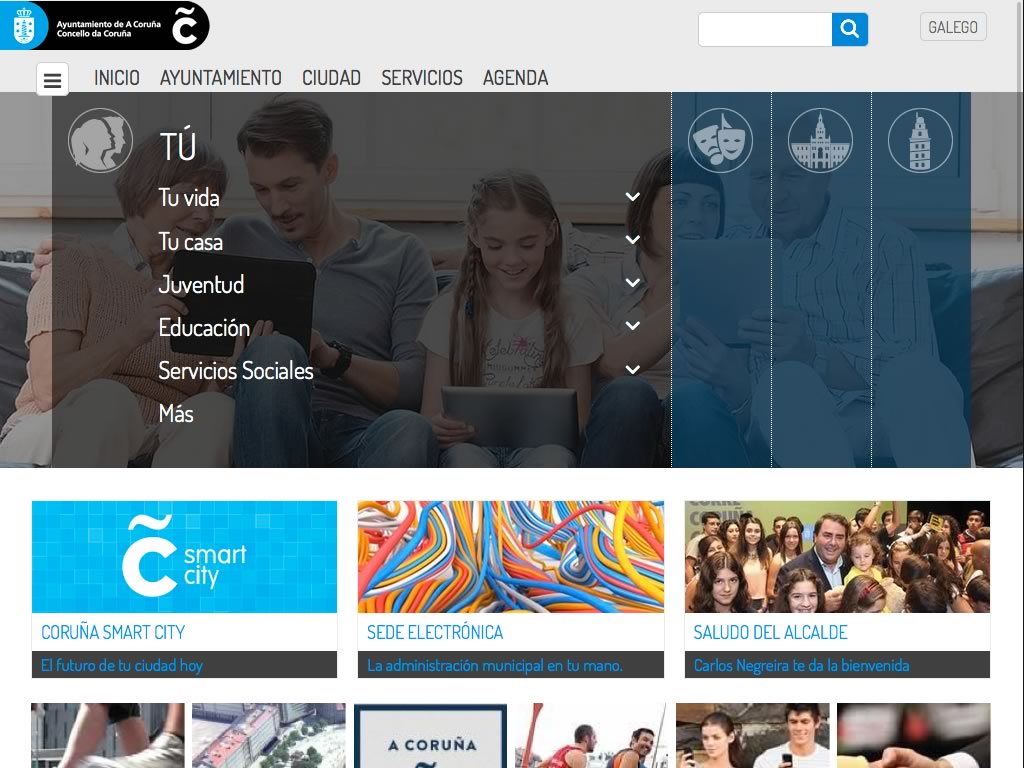 Ayuntamiento de A Coruña
Concello da Coruña
GALEGO
INICIO AYUNTAMIENTO CIUDAD SERVICIOS AGENDA
TÚ
Tu vida
Tu casa
Juventud
Educación
Servicios Sociales
Más
smart
city
CORUÑA SMART CITY
El futuro de tu ciudad hoy
SEDE ELECTRÓNICA
La administración municipal en tu mano.
SALUDO DEL ALCALDE
Carlos Negreira te da la bienvenida
A CORUÑA